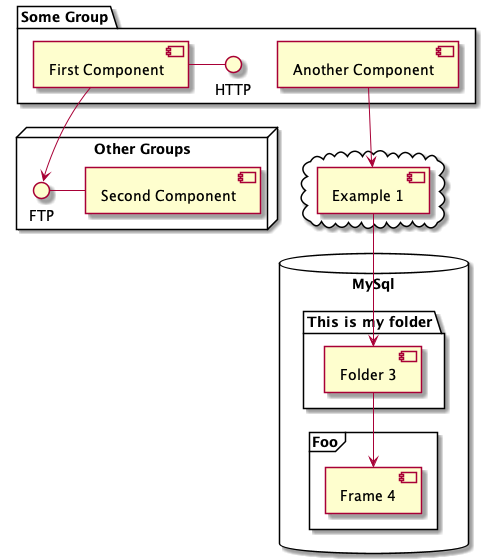 Some Group
First Component
HTTP
Another Component
Other Groups
FTP
Second Component
Example 1
MySql
This is my folder
Folder 3
Foo
Frame 4